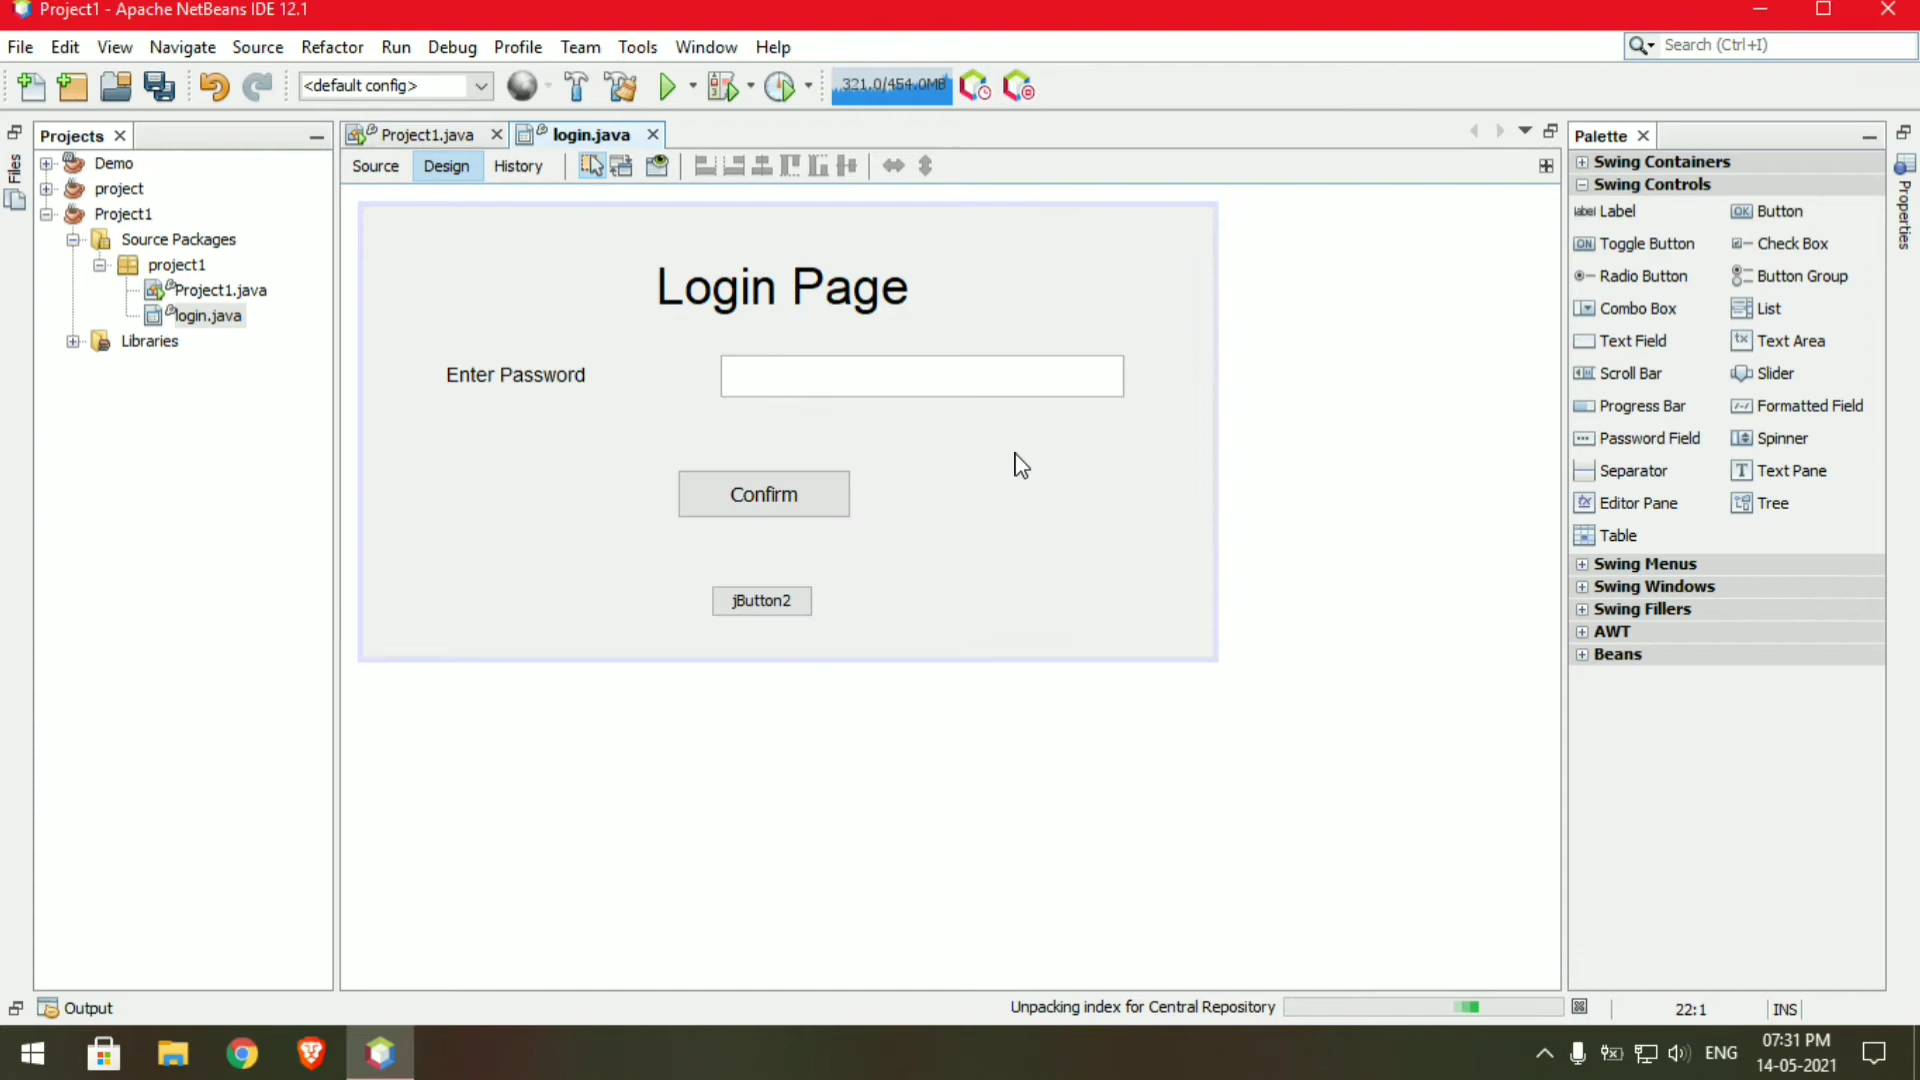 Project1 - Apache NetBeans IDE 12.1
File Edit View Navigate Source Refactor Run Debug Profile Team Tools Window Help
Search (Ctrl+I)
<default config>
321.0/454.0MB
Files
Projects
Demo
project
Project1
Source Packages
project1
Project1.java
login.java
Libraries
Project1.java login.java
Source Design History
Login Page
Enter Password
Confirm
jButton2
Palette
Swing Containers
Swing Controls
label Label OK Button
ON Toggle Button Check Box
Radio Button Button Group
Combo Box List
Text Field Text Area
Scroll Bar Slider
Progress Bar Formatted Field
Password Field Spinner
Separator Text Pane
Editor Pane Tree
Table
Swing Menus
Swing Windows
Swing Fillers
AWT
Beans
Properties
Output
Unpacking index for Central Repository
22:1
INS
ENG
07:31 PM
14-05-2021